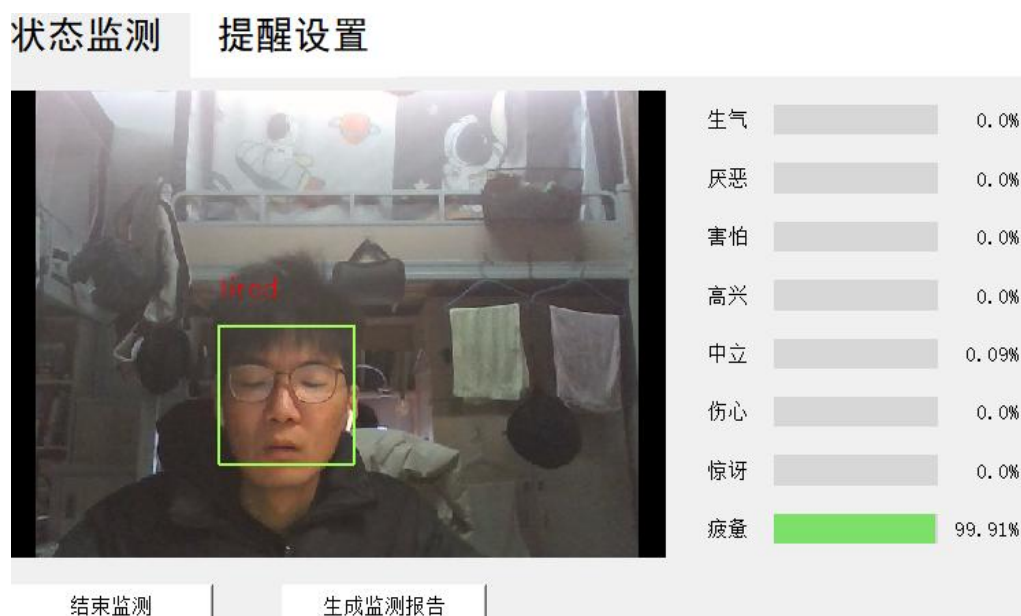 状态监测 提醒设置
tired
生气 0.0%
厌恶 0.0%
害怕 0.0%
高兴 0.0%
中立 0.09%
伤心 0.0%
惊讶 0.0%
疲惫 99.91%
结束监测 生成监测报告